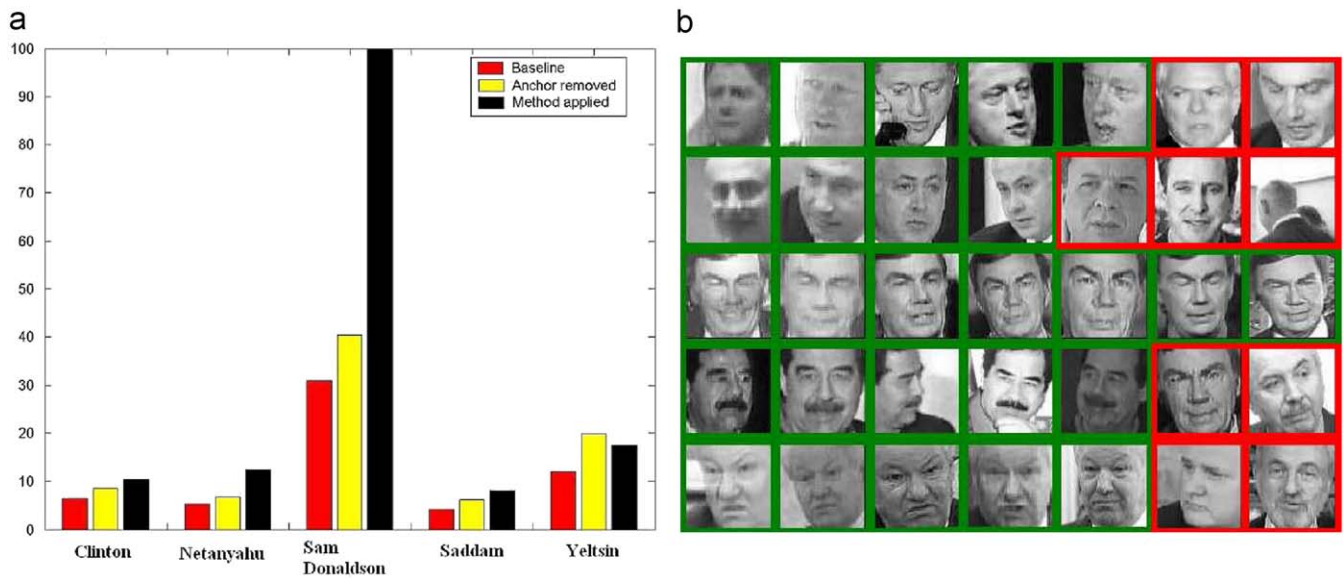 a
b
100
90
80
70
60
50
40
30
20
10
0
Baseline
Anchor removed
Method applied
Clinton
Netanyahu
Sam
Donaldson
Saddam
Yeltsin